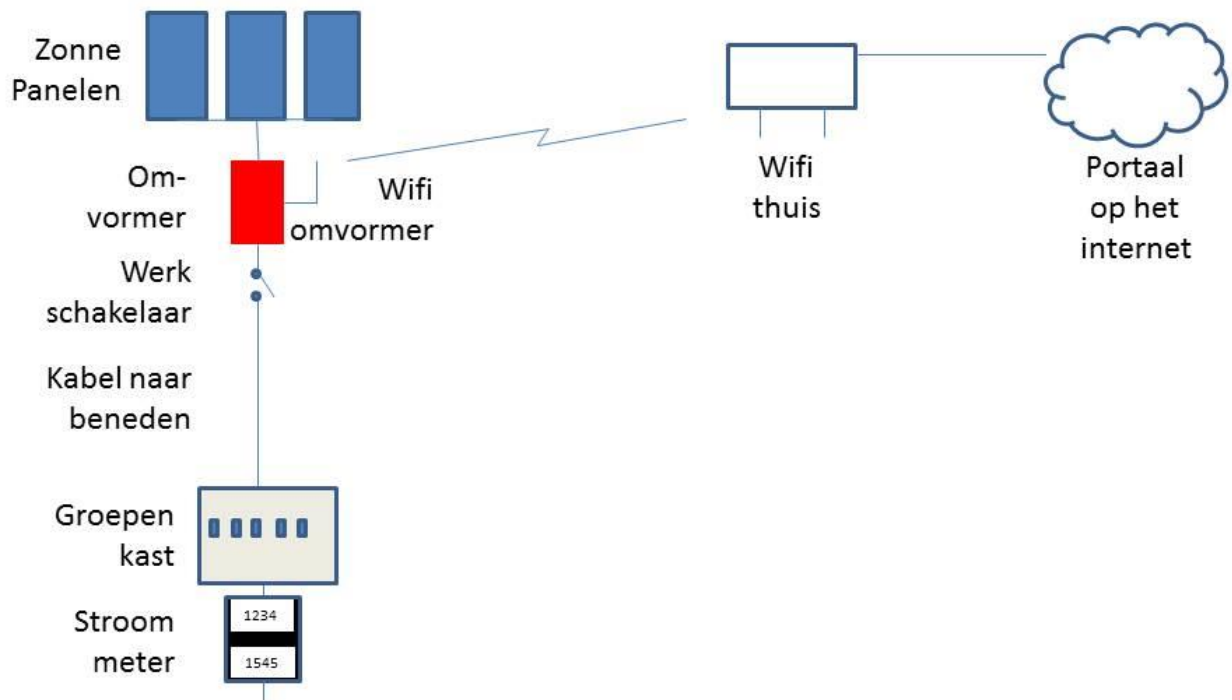 Zonne
Panelen
Om-
vormer
Wifi
omvormer
Wifi
thuis
Portaal
op het
internet
Werk
schakelaar
Kabel naar
beneden
Groepen
kast
Stroom
meter
1234
1545